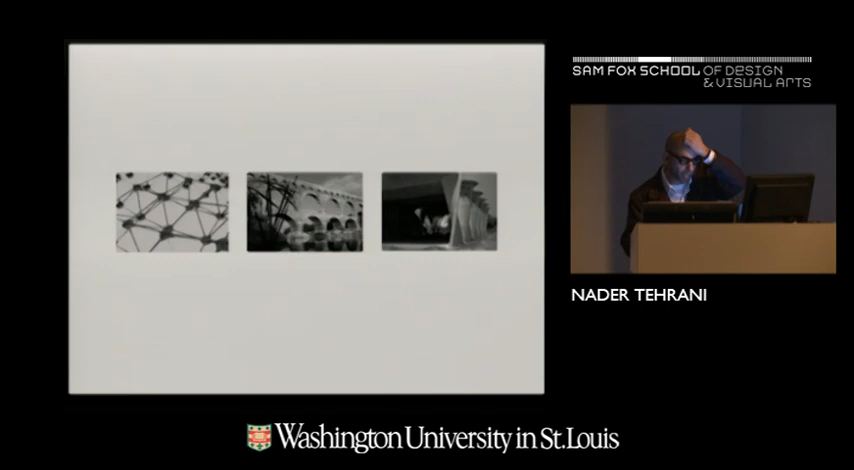 SAM FOX SCHOOL OF DESIGN
& VISUAL ARTS
NADER TEHRANI
Washington University in St. Louis